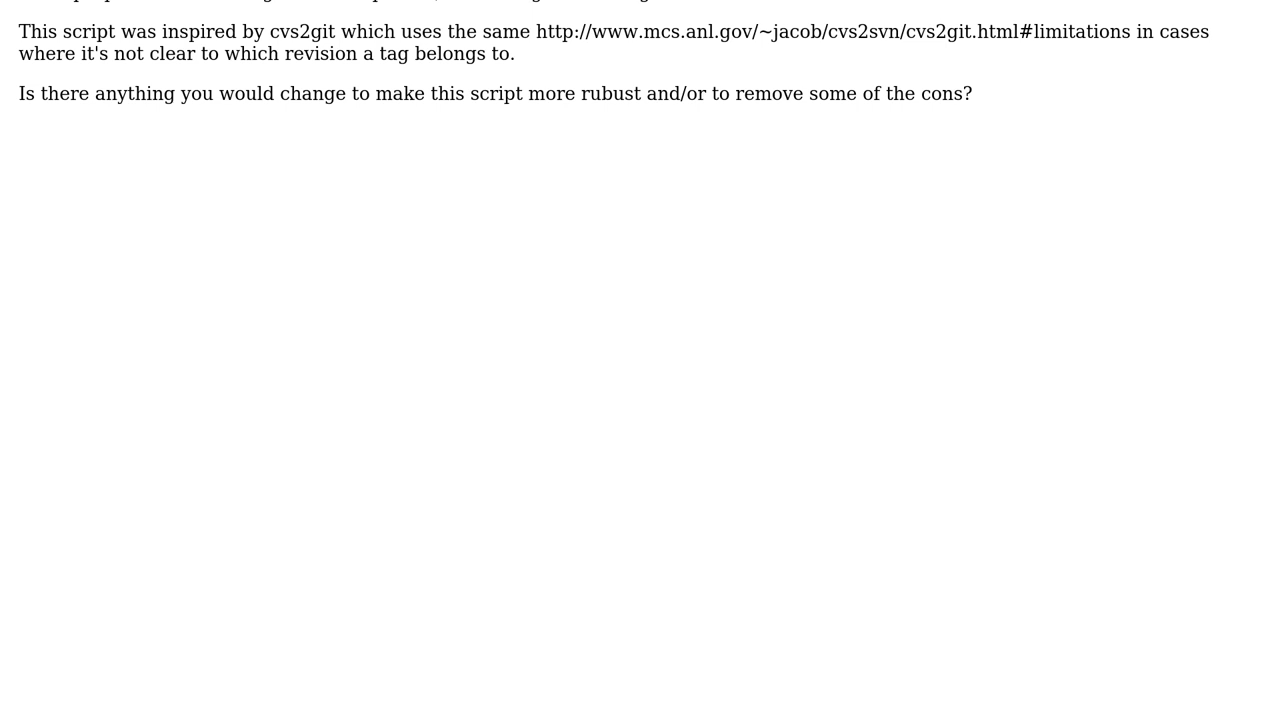 This script was inspired by cvs2git which uses the same http://www.mcs.anl.gov/~jacob/cvs2svn/cvs2git.html#limitations in cases
where it's not clear to which revision a tag belongs to.
Is there anything you would change to make this script more rubust and/or to remove some of the cons?